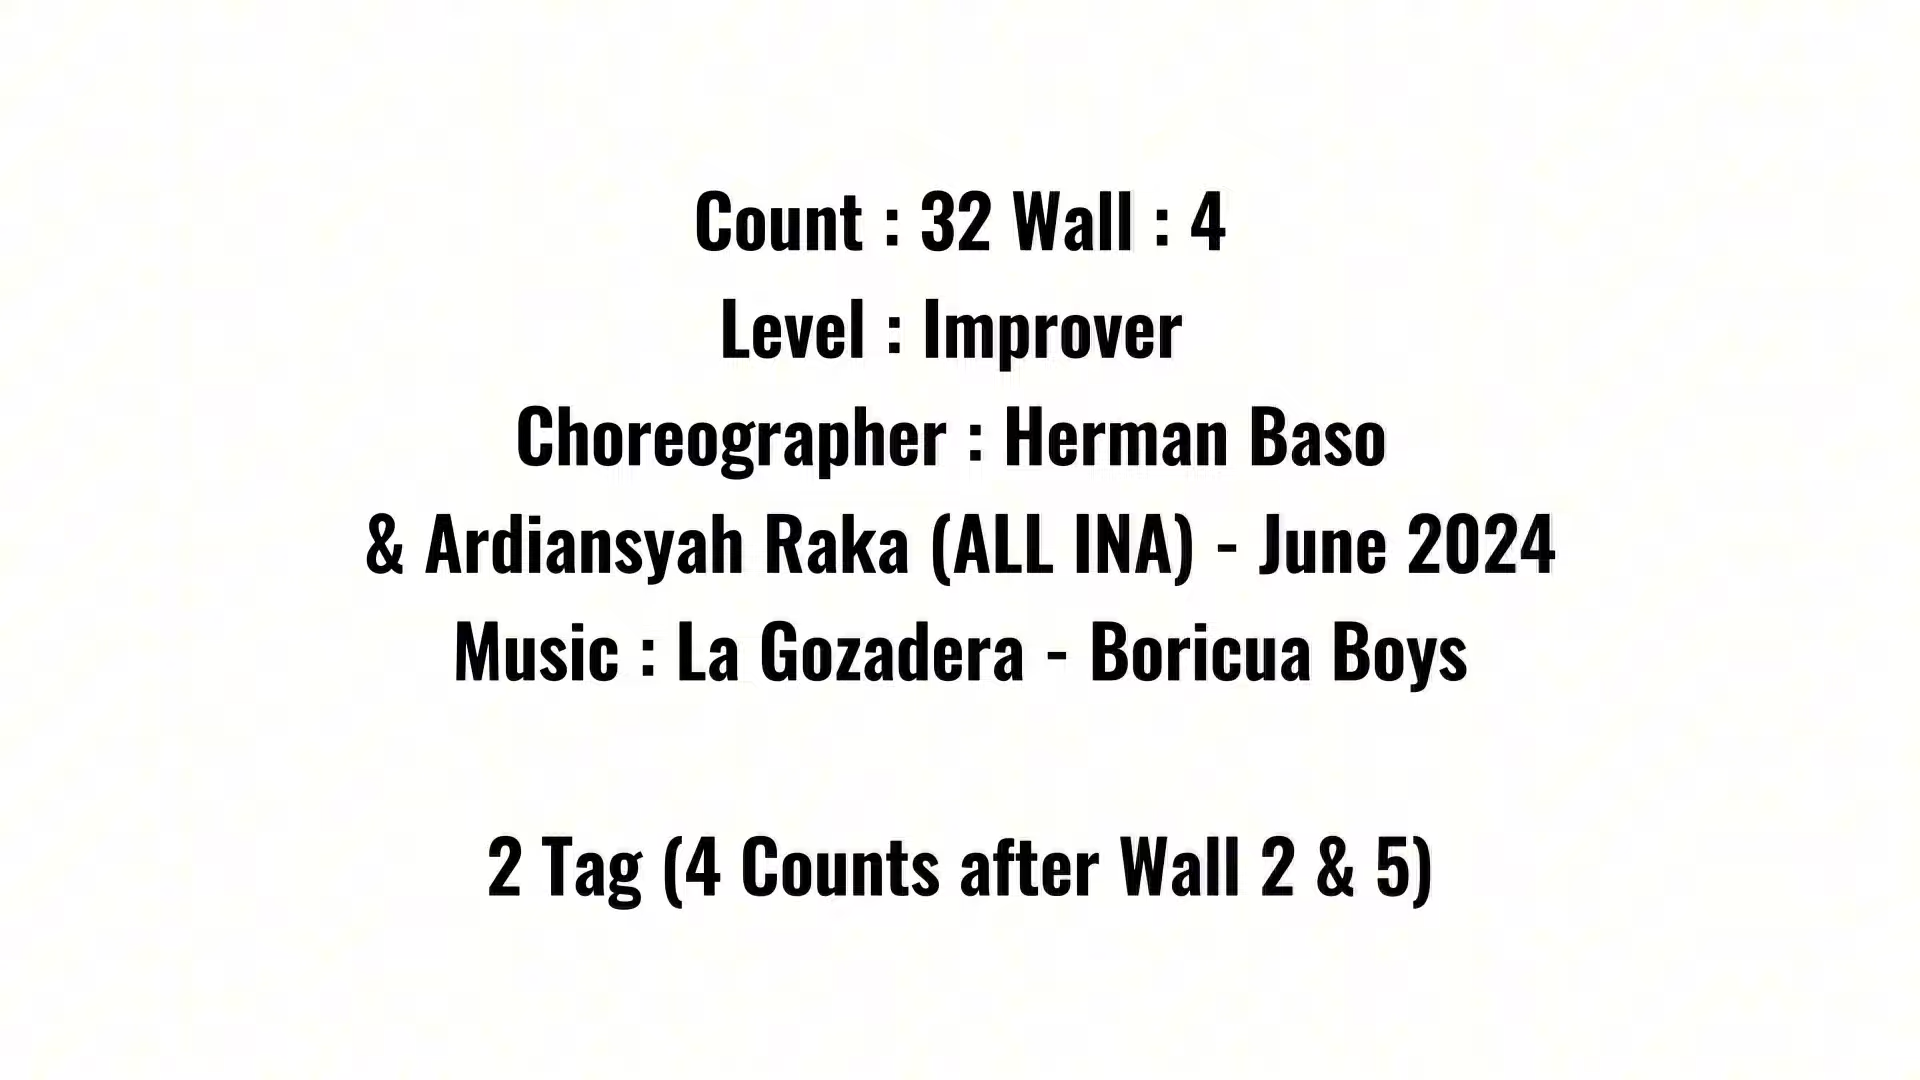 Count : 32 Wall : 4
Level : Improver
Choreographer : Herman Baso
& Ardiansyah Raka (ALL INA) - June 2024
Music : La Gozadera - Boricua Boys
2 Tag (4 Counts after Wall 2 & 5)